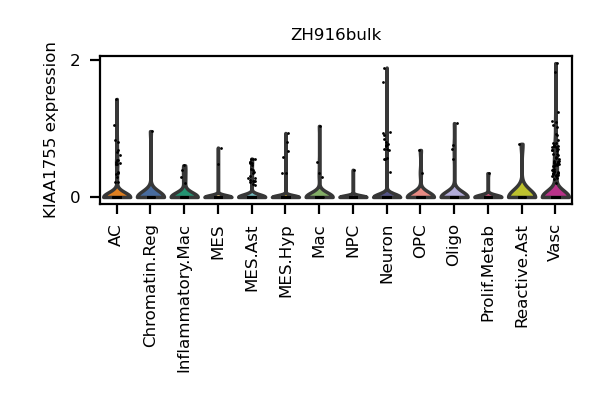 ZH916bulk
KIAA1755 expression
2
0
AC
Chromatin.Reg
Inflammatory.Mac
MES
MES.Ast
MES.Hyp
Mac
NPC
Neuron
OPC
Oligo
Prolif.Metab
Reactive.Ast
Vasc